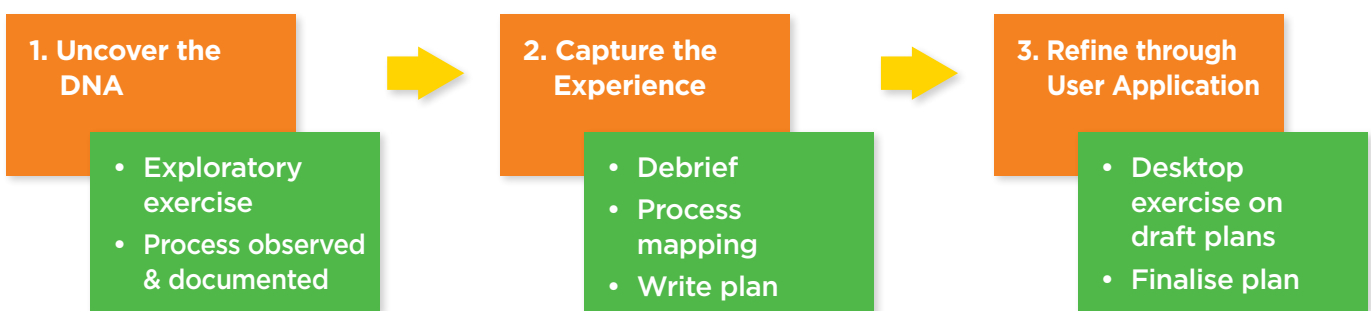 1. Uncover the
DNA
• Exploratory
exercise
• Process observed
& documented
2. Capture the
Experience
• Debrief
• Process
mapping
• Write plan
3. Refine through
User Application
• Desktop
exercise on
draft plans
• Finalise plan